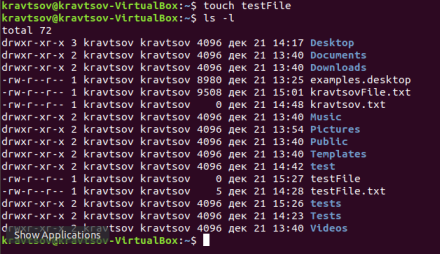 kravtsov@kravtsov-VirtualBox:~$ touch testFile
kravtsov@kravtsov-VirtualBox:~$ ls -l
total 72
drwxr-xr-x 3 kravtsov kravtsov 4096 дек 21 14:17 Desktop
drwxr-xr-x 2 kravtsov kravtsov 4096 дек 21 13:40 Documents
drwxr-xr-x 2 kravtsov kravtsov 4096 дек 21 13:40 Downloads
-rw-r--r-- 1 kravtsov kravtsov 8980 дек 21 13:25 examples.desktop
-rw-r--r-- 1 kravtsov kravtsov 9508 дек 21 15:01 kravtsovFile.txt
-rw-r--r-- 1 kravtsov kravtsov 0 дек 21 14:48 kravtsov.txt
drwxr-xr-x 2 kravtsov kravtsov 4096 дек 21 13:40 Music
drwxr-xr-x 2 kravtsov kravtsov 4096 дек 21 13:54 Pictures
drwxr-xr-x 2 kravtsov kravtsov 4096 дек 21 13:40 Public
drwxr-xr-x 2 kravtsov kravtsov 4096 дек 21 13:40 Templates
drwxr-xr-x 2 kravtsov kravtsov 4096 дек 21 14:42 test
-rw-r--r-- 1 kravtsov kravtsov 0 дек 21 15:27 testFile
-rw-r--r-- 1 kravtsov kravtsov 5 дек 21 14:28 testFile.txt
drwxr-xr-x 2 kravtsov kravtsov 4096 дек 21 15:26 tests
drwxr-xr-x 2 kravtsov kravtsov 4096 дек 21 14:23 Tests
drwxr-xr-x 2 kravtsov kravtsov 4096 дек 21 13:40 Videos
kravtsov@kravtsov-VirtualBox:~$
Show Applications